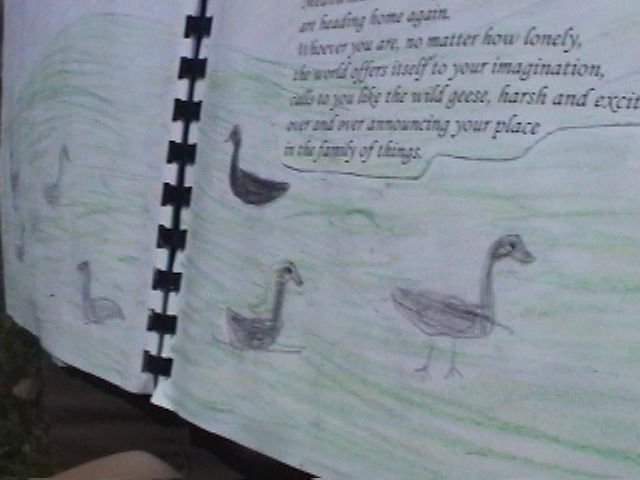 are heading home again.
Whoever you are, no matter how lonely,
the world offers itself to your imagination,
calls to you like the wild geese, harsh and excit
over and over announcing your place
in the family of things.